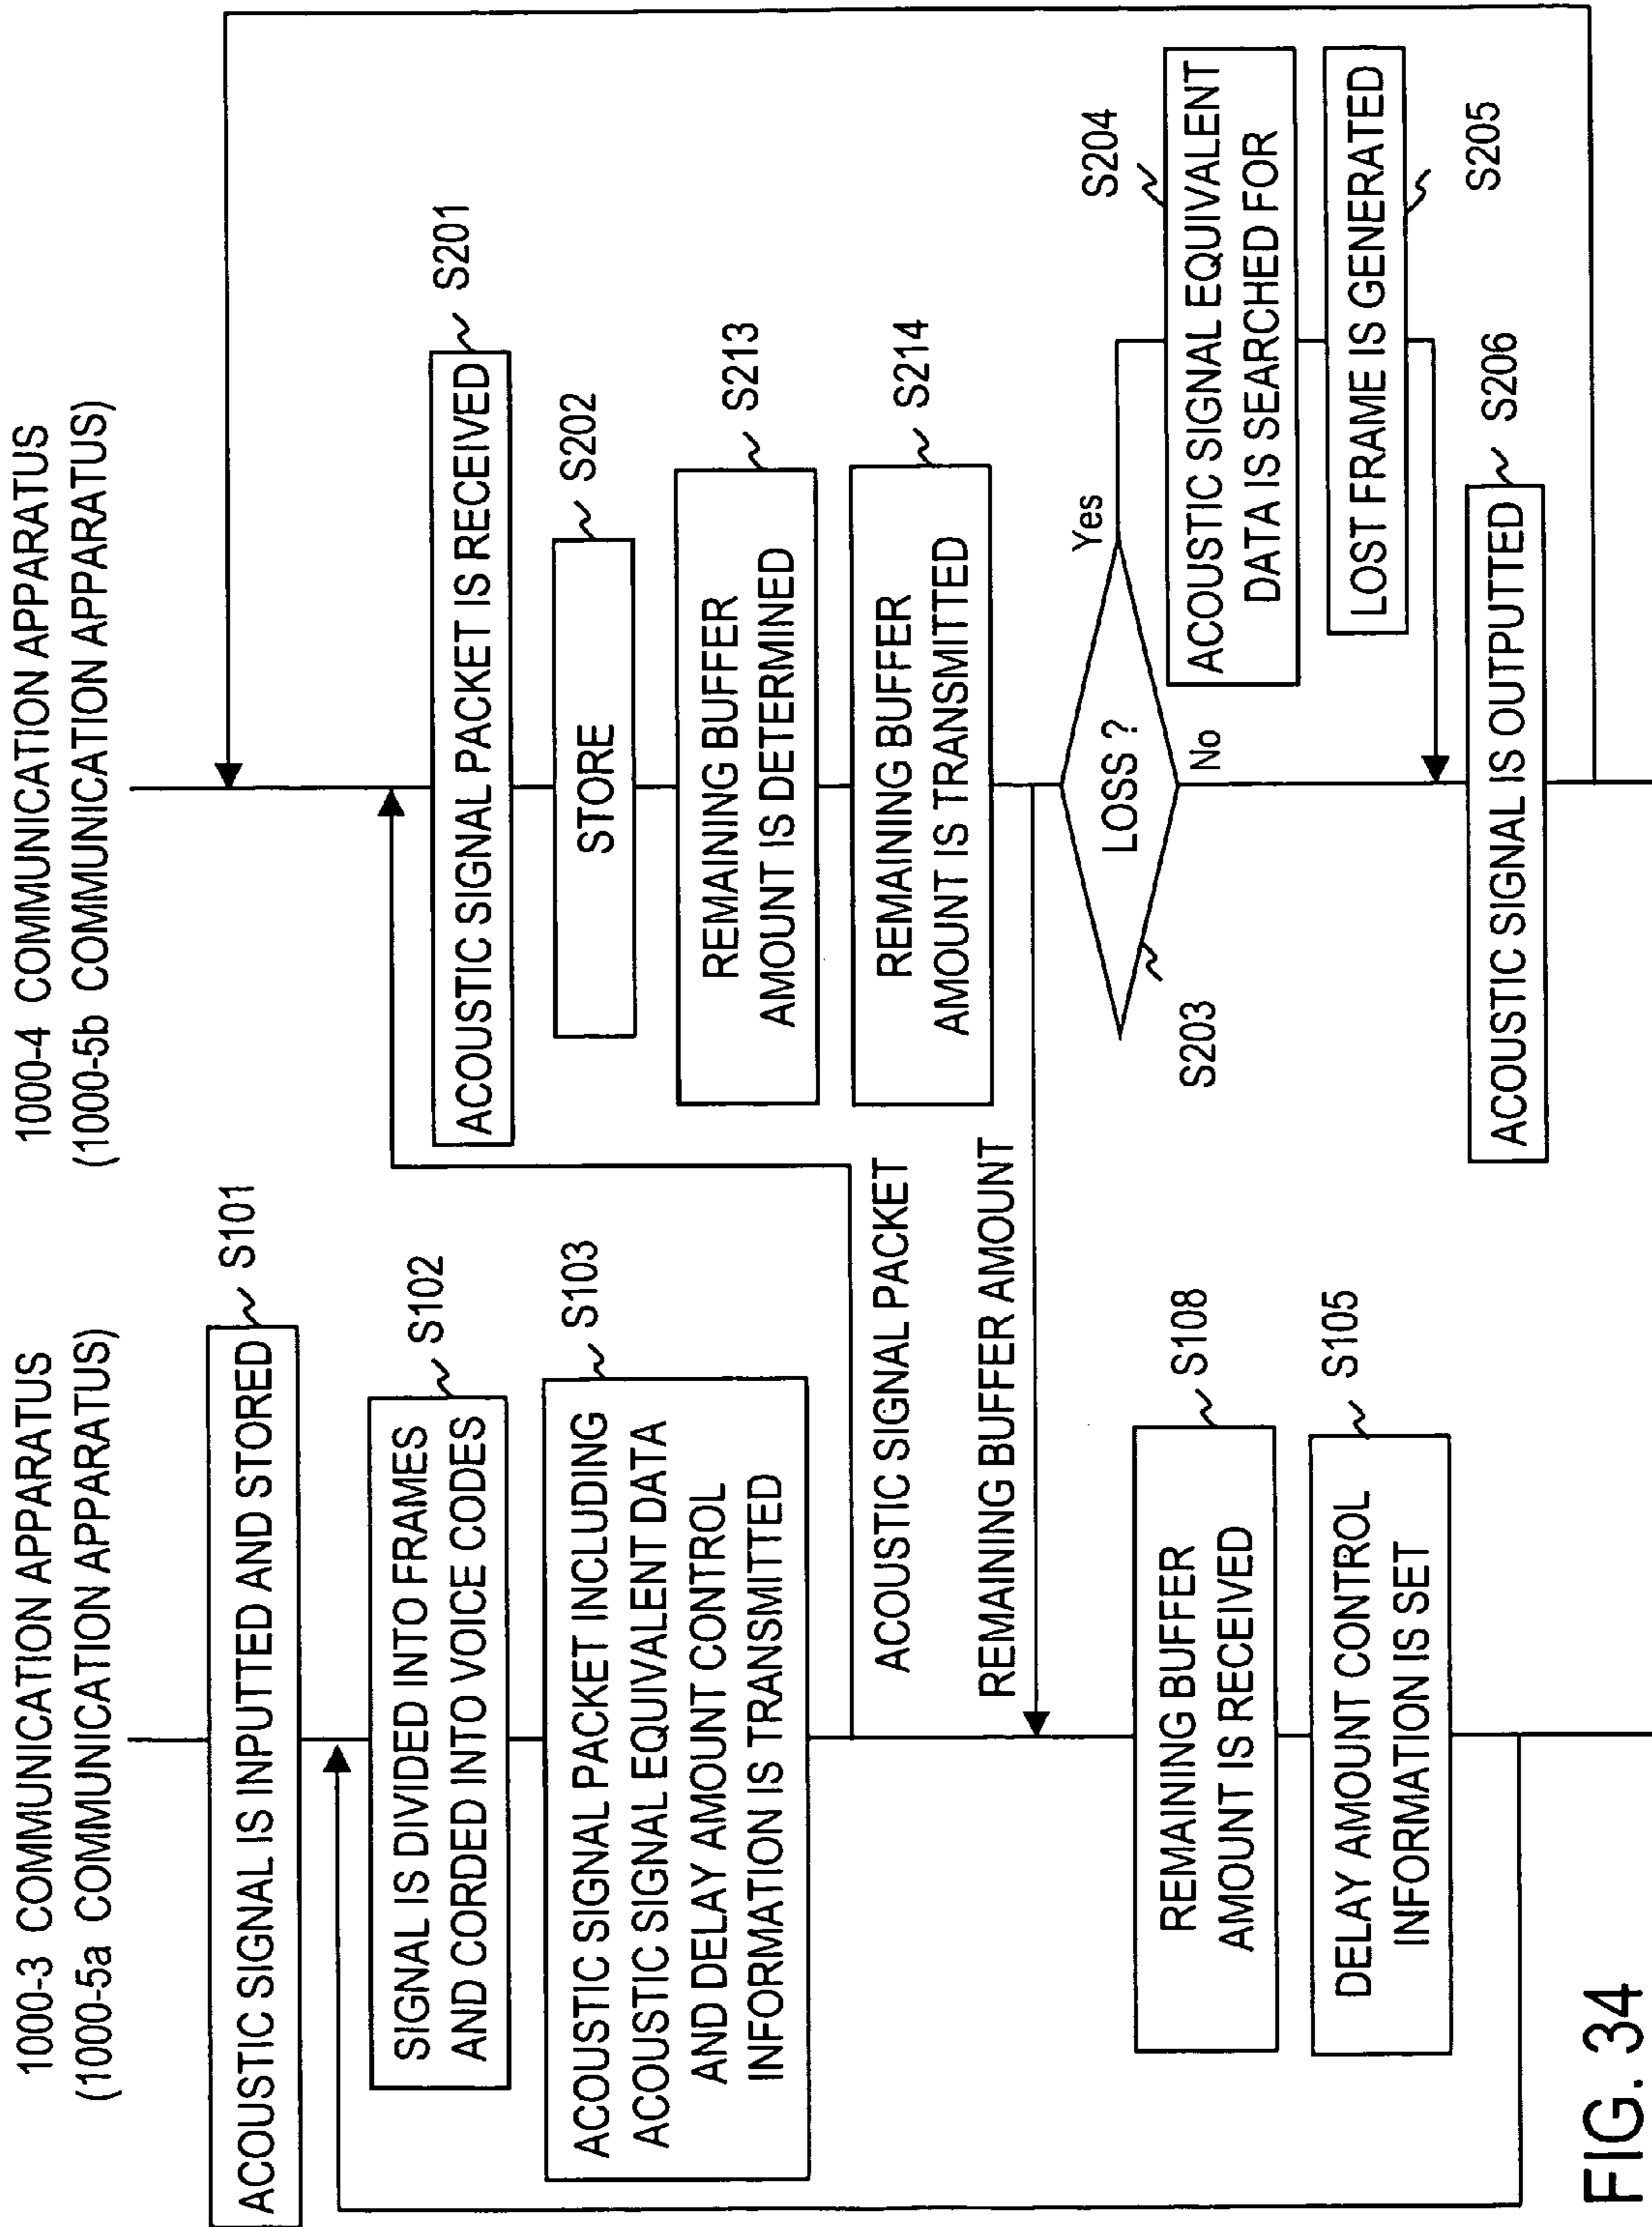 1000-3 COMMUNICATION APPARATUS
(1000-5a COMMUNICATION APPARATUS)
ACOUSTIC SIGNAL IS INPUTTED AND STORED
S101
SIGNAL IS DIVIDED INTO FRAMES
AND CORDED INTO VOICE CODES
S102
ACOUSTIC SIGNAL PACKET INCLUDING
ACOUSTIC SIGNAL EQUIVALENT DATA
AND DELAY AMOUNT CONTROL
INFORMATION IS TRANSMITTED
S103
ACOUSTIC SIGNAL PACKET
REMAINING BUFFER AMOUNT
REMAINING BUFFER
AMOUNT IS RECEIVED
S108
DELAY AMOUNT CONTROL
INFORMATION IS SET
S105
1000-4 COMMUNICATION APPARATUS
(1000-5b COMMUNICATION APPARATUS)
ACOUSTIC SIGNAL PACKET IS RECEIVED
S201
STORE
S202
REMAINING BUFFER
AMOUNT IS DETERMINED
S213
REMAINING BUFFER
AMOUNT IS TRANSMITTED
S214
LOSS ?
Yes
No
S203
ACOUSTIC SIGNAL EQUIVALENT
DATA IS SEARCHED FOR
S204
LOST FRAME IS GENERATED
S205
ACOUSTIC SIGNAL IS OUTPUTTED
S206
FIG. 34